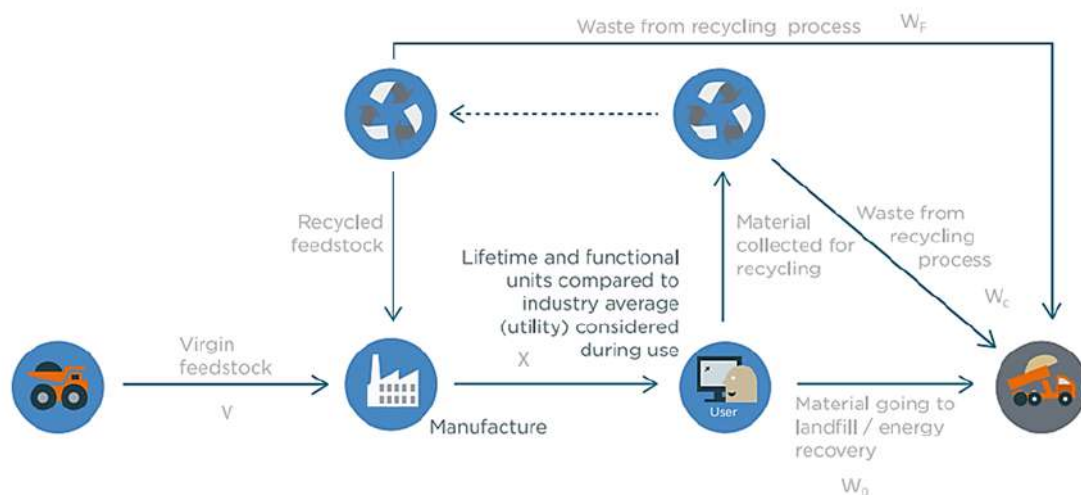 Waste from recycling process W_F
Recycled
feedstock
Material
collected for
recycling
Waste from
recycling
process
W_c
Lifetime and functional
units compared to
industry average
(utility) considered
during use
X
Virgin
feedstock
V
Manufacture
User
Material going to
landfill / energy
recovery
W_0